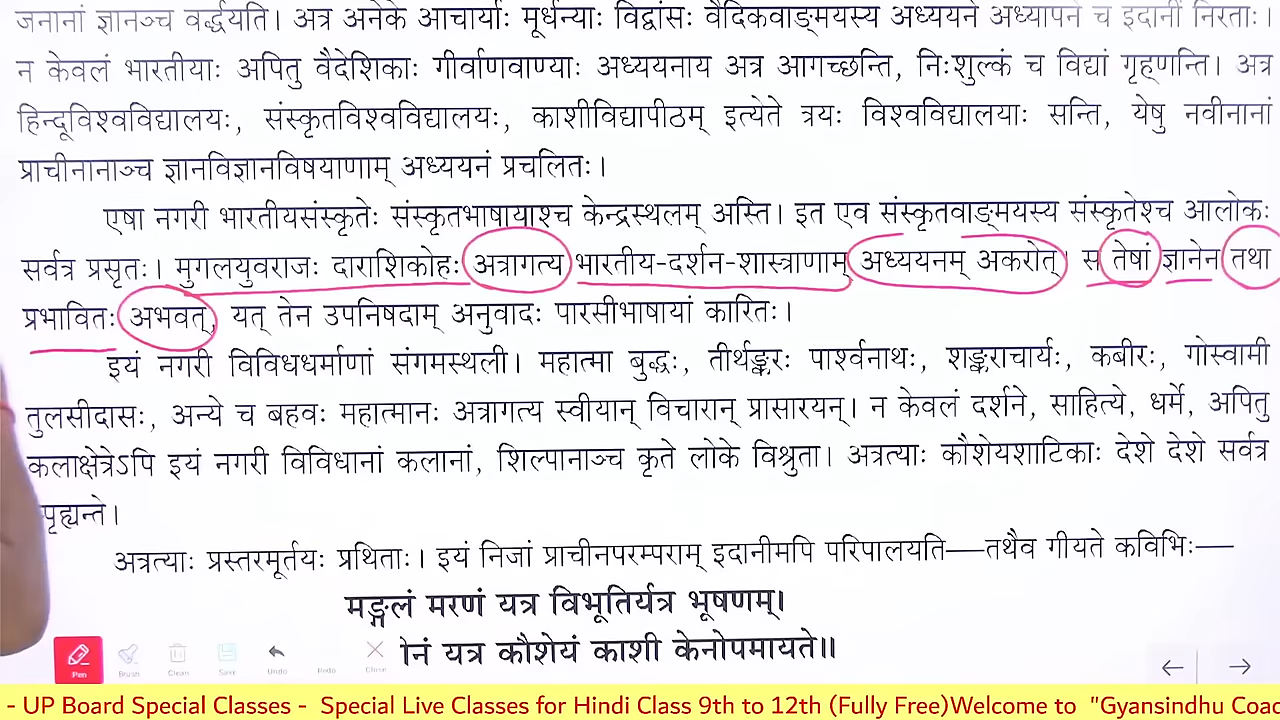 जनानां ज्ञानञ्च वर्द्धयति। अत्र अनेके आचार्याः मूर्धन्याः विद्वांसः वैदिकवाङ्मयस्य अध्ययने अध्यापने च इदानीं निरताः।
न केवलं भारतीयाः अपितु वैदेशिकाः गीर्वाणवाण्याः अध्ययनाय अत्र आगच्छन्ति, निःशुल्कं च विद्यां गृह्णन्ति। अत्र
हिन्दूविश्वविद्यालयः, संस्कृतविश्वविद्यालयः, काशीविद्यापीठम् इत्येते त्रयः विश्वविद्यालयाः सन्ति, येषु नवीनानां
प्राचीनानाञ्च ज्ञानविज्ञानविषयाणाम् अध्ययनं प्रचलितः।
एषा नगरी भारतीयसंस्कृतेः संस्कृतभाषायाश्च केन्द्रस्थलम् अस्ति। इत एव संस्कृतवाङ्मयस्य संस्कृतेश्च आलोकः
सर्वत्र प्रसृतः। मुगलयुवराजः दाराशिकोहः अत्रागत्य भारतीय-दर्शन-शास्त्राणाम् अध्ययनम् अकरोत्। स तेषां ज्ञानेन तथा
प्रभावितः अभवत्, यत् तेन उपनिषदाम् अनुवादः पारसीभाषायां कारितः।
इयं नगरी विविधधर्माणां संगमस्थली। महात्मा बुद्धः, तीर्थङ्करः पार्श्वनाथः, शङ्कराचार्यः, कबीरः, गोस्वामी
तुलसीदासः, अन्ये च बहवः महात्मानः अत्रागत्य स्वीयान् विचारान् प्रासारयन्। न केवलं दर्शने, साहित्ये, धर्मे, अपितु
कलाक्षेत्रेऽपि इयं नगरी विविधानां कलानां, शिल्पानाञ्च कृते लोके विश्रुता। अत्रत्याः कौशेयशाटिकाः देशे देशे सर्वत्र
पृह्यन्ते।
अत्रत्याः प्रस्तरमूर्तयः प्रथिताः। इयं निजां प्राचीनपरम्पराम् इदानीमपि परिपालयति—तथैव गीयते कविभिः—
मङ्गलं मरणं यत्र विभूतिर्यत्र भूषणम्।
नं यत्र कौशेयं काशी केनोपमायते॥
Pen Brush Clean Save Undo Redo Close
- UP Board Special Classes - Special Live Classes for Hindi Class 9th to 12th (Fully Free)Welcome to "Gyansindhu Coac